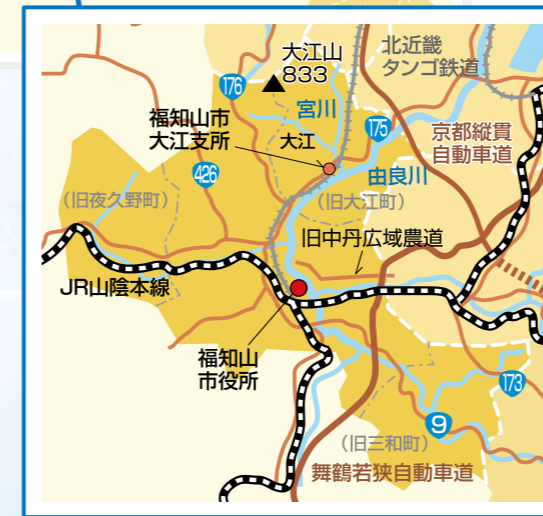 大江山
833
北近畿
タンゴ鉄道
176
宮川
福知山市
大江支所
大江
175
京都縦貫
自動車道
426
由良川
(旧夜久野町)
(旧大江町)
旧中丹広域農道
JR山陰本線
福知山
市役所
173
9
(旧三和町)
舞鶴若狭自動車道